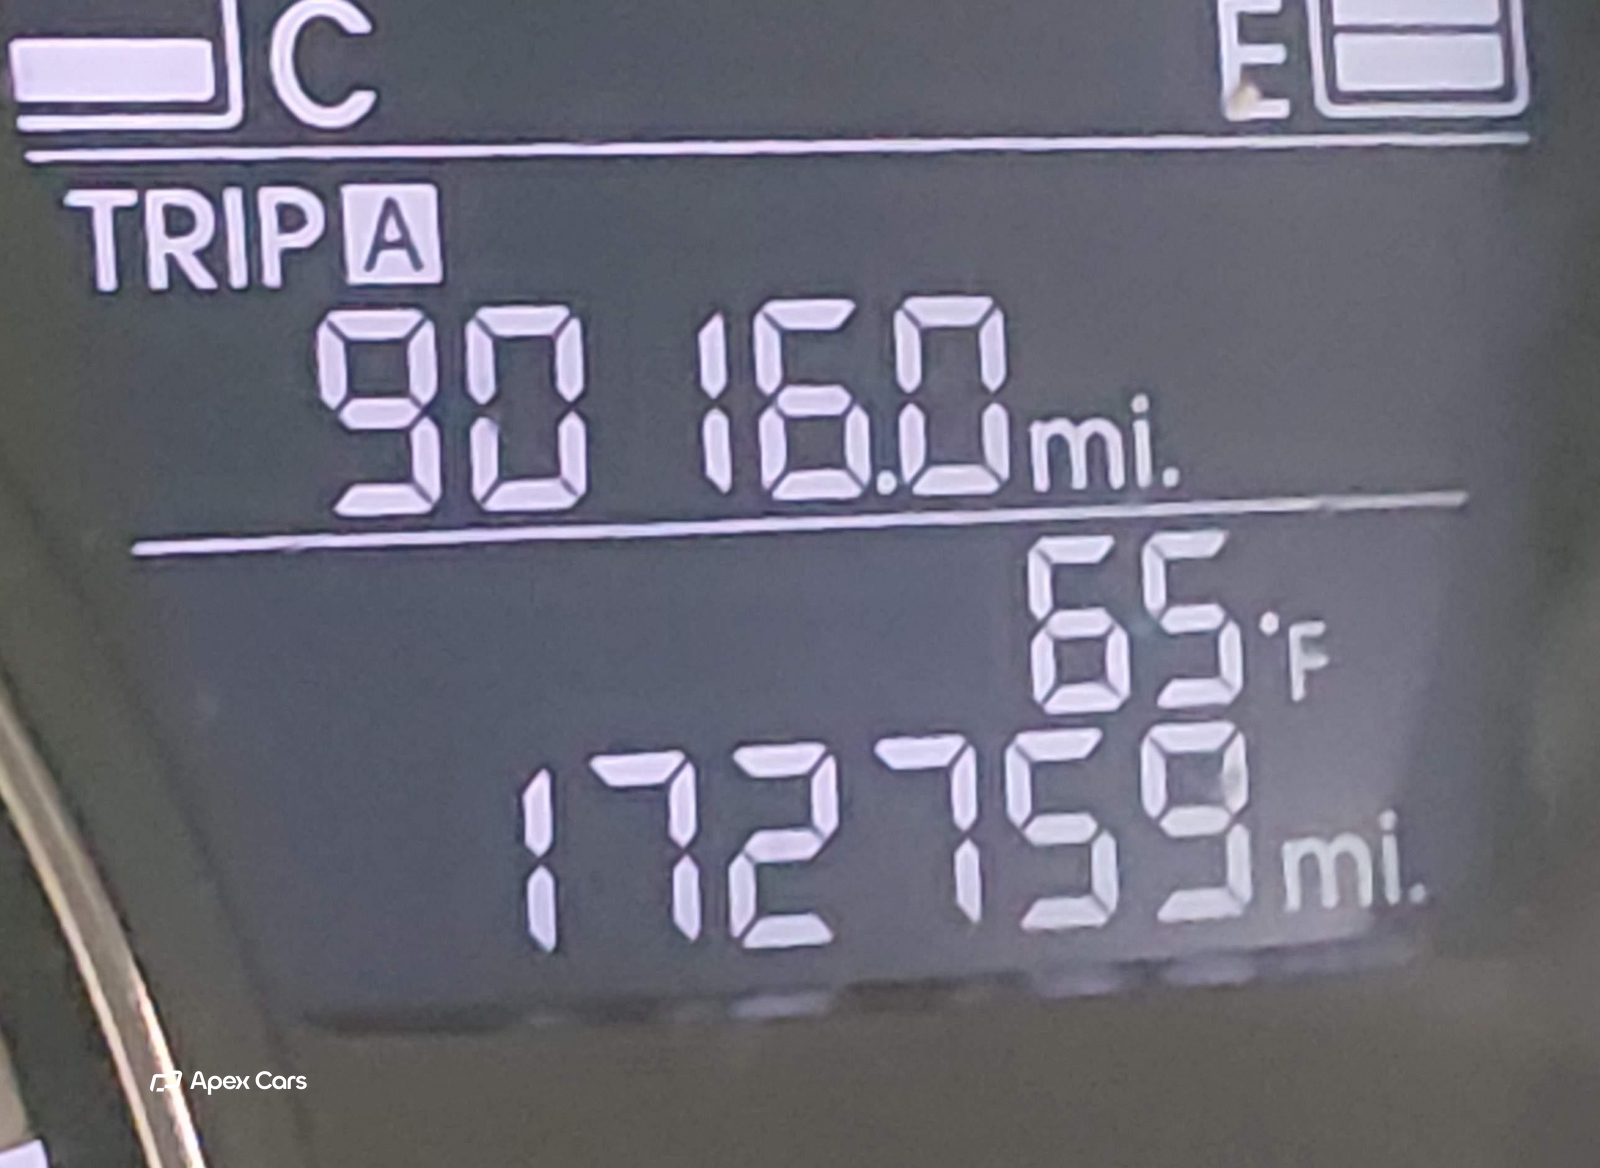 C E
TRIP A
9016.0 mi.
65°F
172759 mi.
Apex Cars